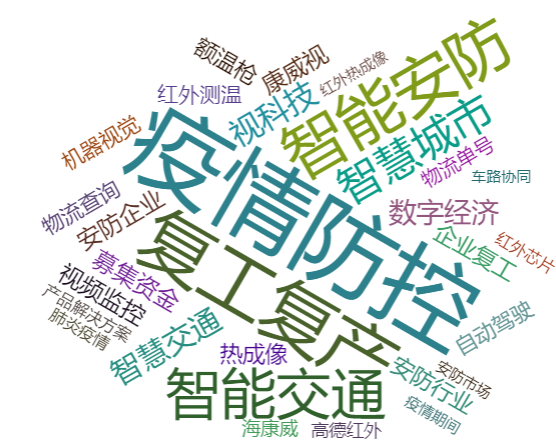 额温枪
康威视
红外热成像
智能安防
红外测温
视科技
机器视觉
疫情防控
智慧城市
物流单号
车路协同
物流查询
安防企业
复工复产
数字经济
企业复工
红外芯片
募集资金
视频监控
产品解决方案
肺炎疫情
智慧交通
热成像
自动驾驶
安防行业
安防市场
智能交通
疫情期间
海康威
高德红外